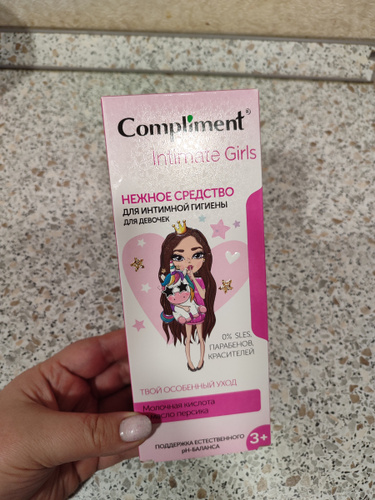 Compliment®
Intimate Girls
НЕЖНОЕ СРЕДСТВО
ДЛЯ ИНТИМНОЙ ГИГИЕНЫ
ДЛЯ ДЕВОЧЕК
0% SLES,
ПАРАБЕНОВ,
КРАСИТЕЛЕЙ
ТВОЙ ОСОБЕННЫЙ УХОД
Молочная кислота
персика
ПОДДЕРЖКА ЕСТЕСТВЕННОГО
pH-БАЛАНСА
3+